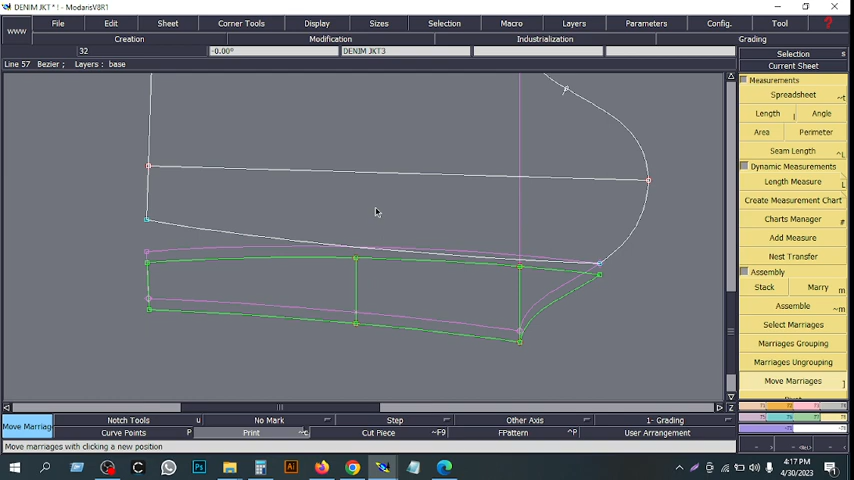 DENIM JKT * ! - ModarisV8R1
www
File Edit Sheet Corner Tools Display Sizes Selection Macro Layers Parameters Config. Tool ?
Creation Modification Industrialization Grading
32 -0.00° DENIM JKT3
Line 57 Bezier ; Layers : base
Selection s
Current Sheet
Measurements
Spreadsheet ~t
Length l Angle
Area Perimeter
Seam Length ~L
Dynamic Measurements
Length Measure L
Create Measurement Chart
Charts Manager
Add Measure
Nest Transfer
Assembly
Stack Marry m
Assemble ~m
Select Marriages
Marriages Grouping
Marriages Ungrouping
Move Marriages ]
Z
Move Marriag
Notch Tools u No Mark Step Other Axis 1- Grading
Curve Points P Print ~c Cut Piece ~F9 FPattern ^P User Arrangement
Move marriages with clicking a new position
Ps Ai
4:17 PM
4/30/2023